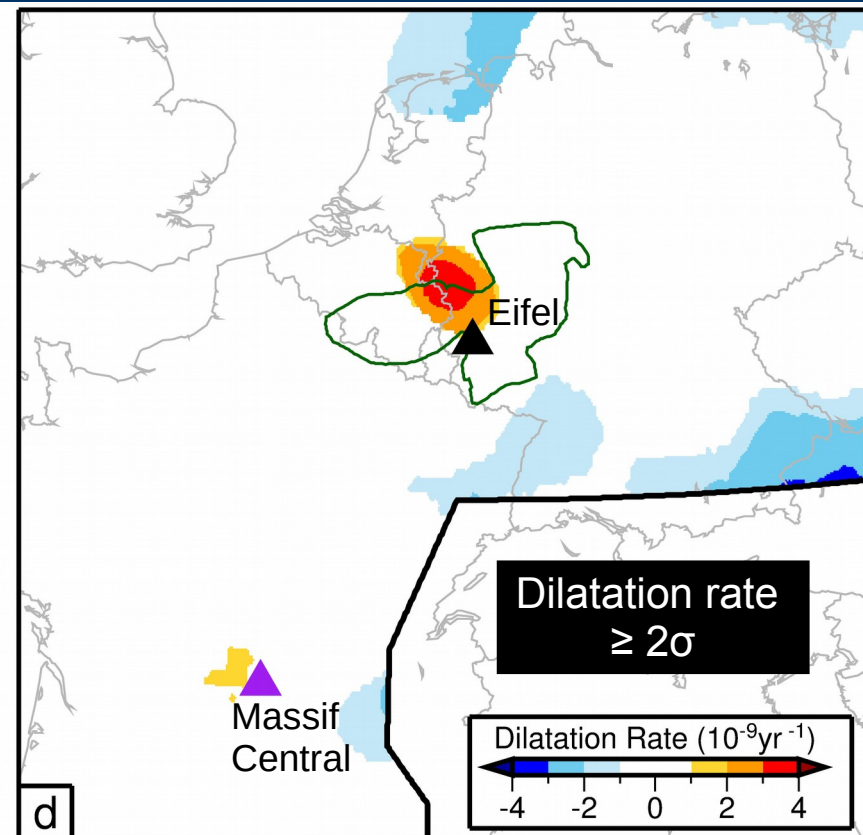 Eifel
Dilatation rate
≥ 2σ
Massif
Central
Dilatation Rate (10⁻⁹yr⁻¹)
-4 -2 0 2 4
d